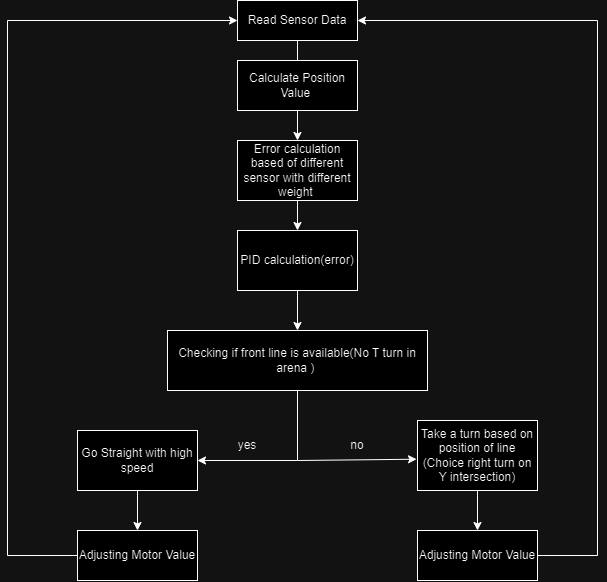 Read Sensor Data
Calculate Position
Value
Error calculation
based of different
sensor with different
weight
PID calculation(error)
Checking if front line is available(No T turn in
arena )
yes
no
Go Straight with high
speed
Take a turn based on
position of line
(Choice right turn on
Y intersection)
Adjusting Motor Value
Adjusting Motor Value